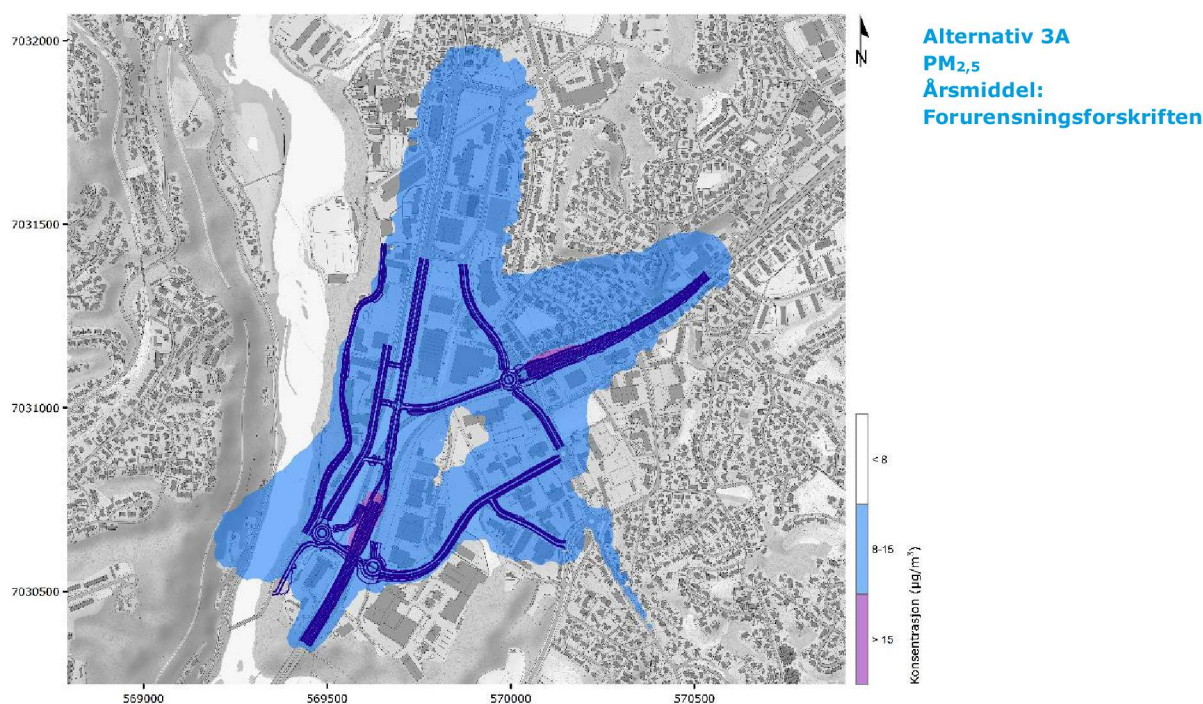 Alternativ 3A
PM2,5
Årsmiddel:
Forurensningsforskriften
N
7032000
7031500
7031000
7030500
569000
569500
570000
570500
< 8
8-15
> 15
Konsentrasjon (µg/m³)